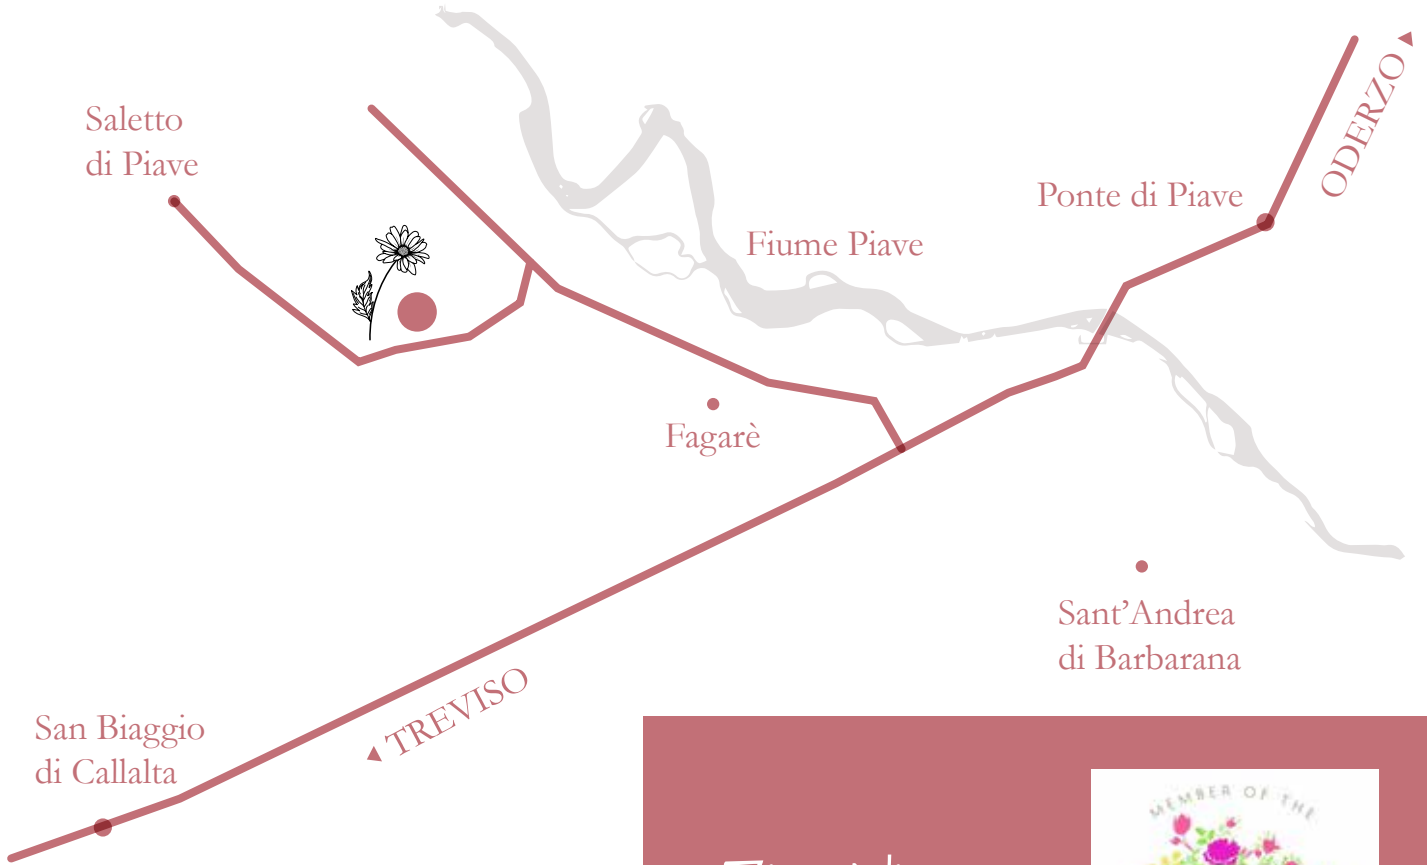 Saletto
di Piave
Fiume Piave
Ponte di Piave
ODERZO
Fagarè
Sant’Andrea
di Barbarana
TREVISO
San Biaggio
di Callalta
MEMBER OF THE